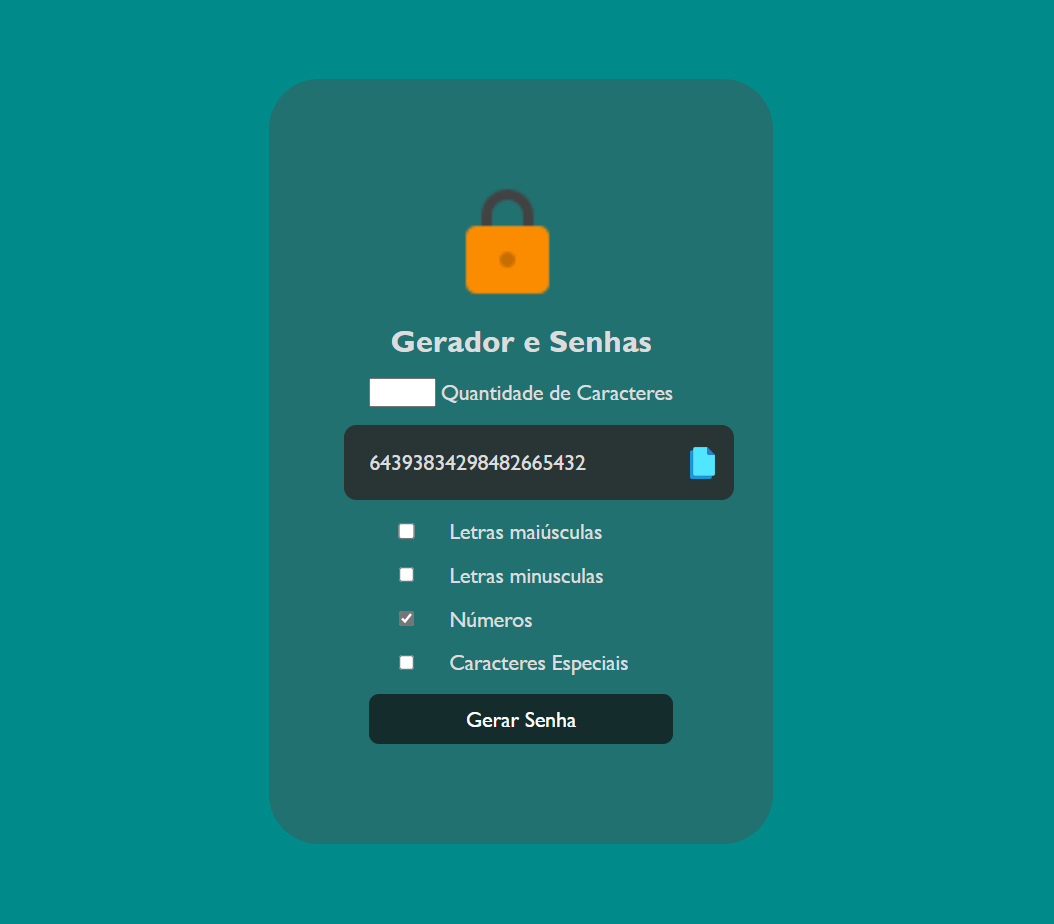 Gerador e Senhas
Quantidade de Caracteres
64393834298482665432
Letras maiúsculas
Letras minusculas
Números
Caracteres Especiais
Gerar Senha